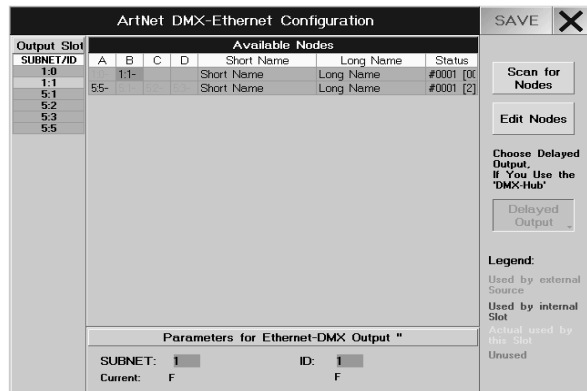 ArtNet DMX-Ethernet Configuration
SAVE
Output Slot
SUBNET/ID
1:0
1:1
5:1
5:2
5:3
5:5
Available Nodes
A B C D Short Name Long Name Status
1:1- Short Name Long Name #0001 [00
5:5- Short Name Long Name #0001 [2]
Scan for
Nodes
Edit Nodes
Choose Delayed
Output,
If You Use the
'DMX-Hub'
Delayed
Output
Legend:
Used by external
Source
Used by internal
Slot
Actual used by
this Slot
Unused
Parameters for Ethernet-DMX Output "
SUBNET: 1 ID: 1
Current: F F